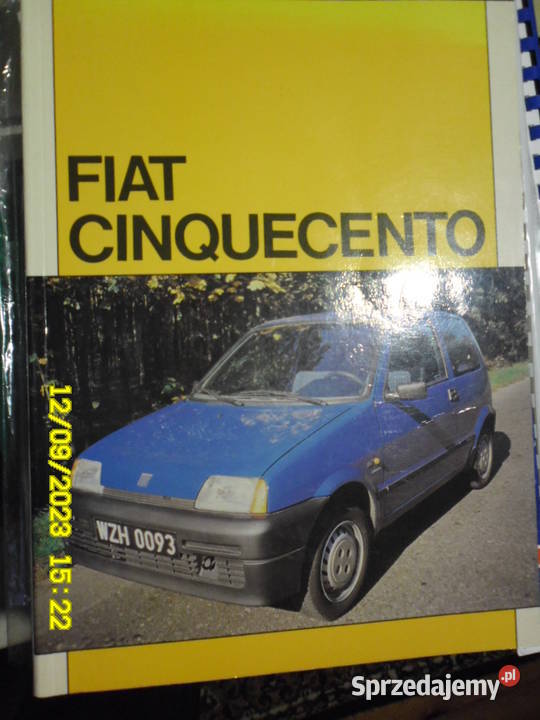 FIAT
CINQUECENTO
WZH 0093
12/09/2023 15:22
Sprzedajemy.pl